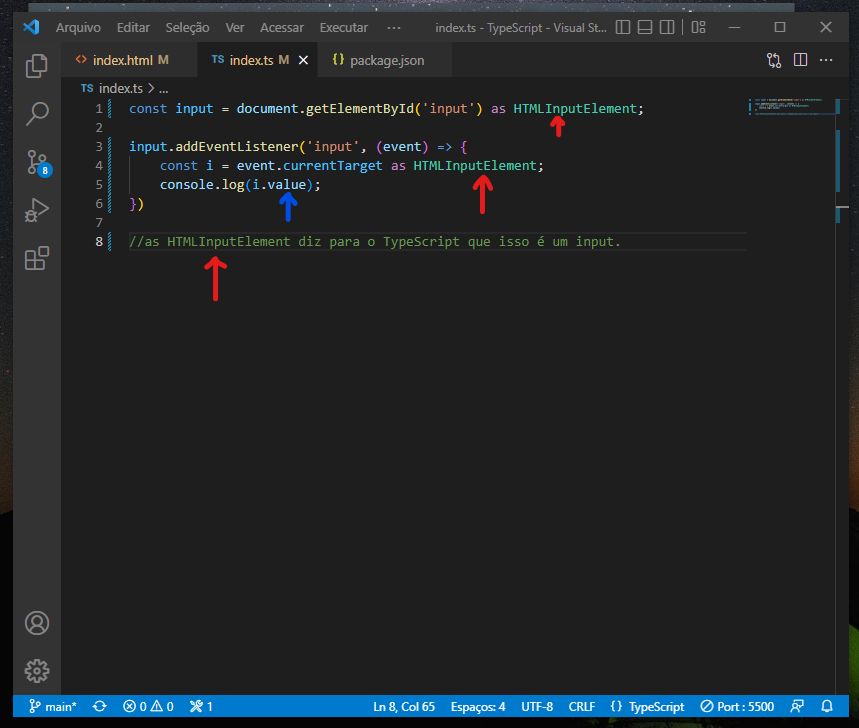 Arquivo Editar Seleção Ver Acessar Executar ··· index.ts - TypeScript - Visual St...
<> index.html M TS index.ts M {} package.json ···
TS index.ts > ...
1 const input = document.getElementById('input') as HTMLInputElement;
2
3 input.addEventListener('input', (event) => {
4 const i = event.currentTarget as HTMLInputElement;
5 console.log(i.value);
6 })
7
8 //as HTMLInputElement diz para o TypeScript que isso é um input.
8
main* 0 0 1 Ln 8, Col 65 Espaços: 4 UTF-8 CRLF {} TypeScript Port : 5500